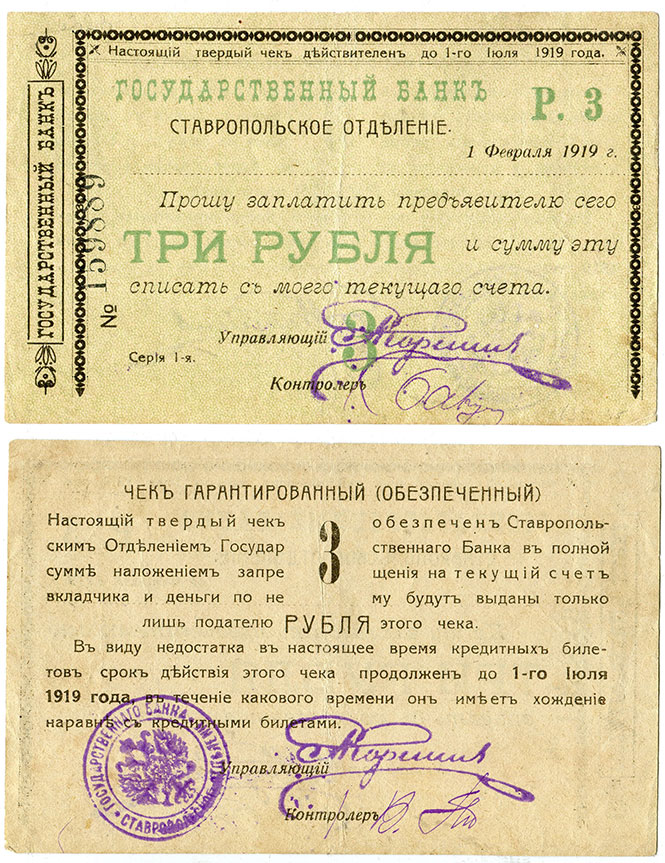 Настоящій твердый чекъ дѣйствителенъ до 1-го Іюля 1919 года.
ГОСУДАРСТВЕННЫЙ БАНКЪ
ГОСУДАРСТВЕННЫЙ БАНКЪ
Р. 3
СТАВРОПОЛЬСКОЕ ОТДѢЛЕНІЕ.
1 Февраля 1919 г.
№ 159889
Прошу заплатить предъявителю сего
ТРИ РУБЛЯ и сумму эту
списать съ моего текущаго счета.
3
Управляющій
Серія 1-я.
Контролеръ
ЧЕКЪ ГАРАНТИРОВАННЫЙ (ОБЕЗПЕЧЕННЫЙ)
Настоящій твердый чекъ обезпеченъ Ставрополь-
скимъ Отдѣленіемъ Государ ственнаго Банка въ полной
3
суммѣ наложеніемъ запре щенія на текущій счетъ
вкладчика и деньги по не му будутъ выданы только
лишь подателю РУБЛЯ этого чека.
Въ виду недостатка въ настоящее время кредитныхъ биле-
товъ срокъ дѣйствія этого чека продолженъ до 1-го Іюля
1919 года, въ теченіе какового времени онъ имѣетъ хожденіе
наравнѣ съ кредитными билетами.
Управляющій
Контролеръ
ГОСУДАРСТВЕННАГО БАНКА
СТАВРОПОЛЬСКОЕ